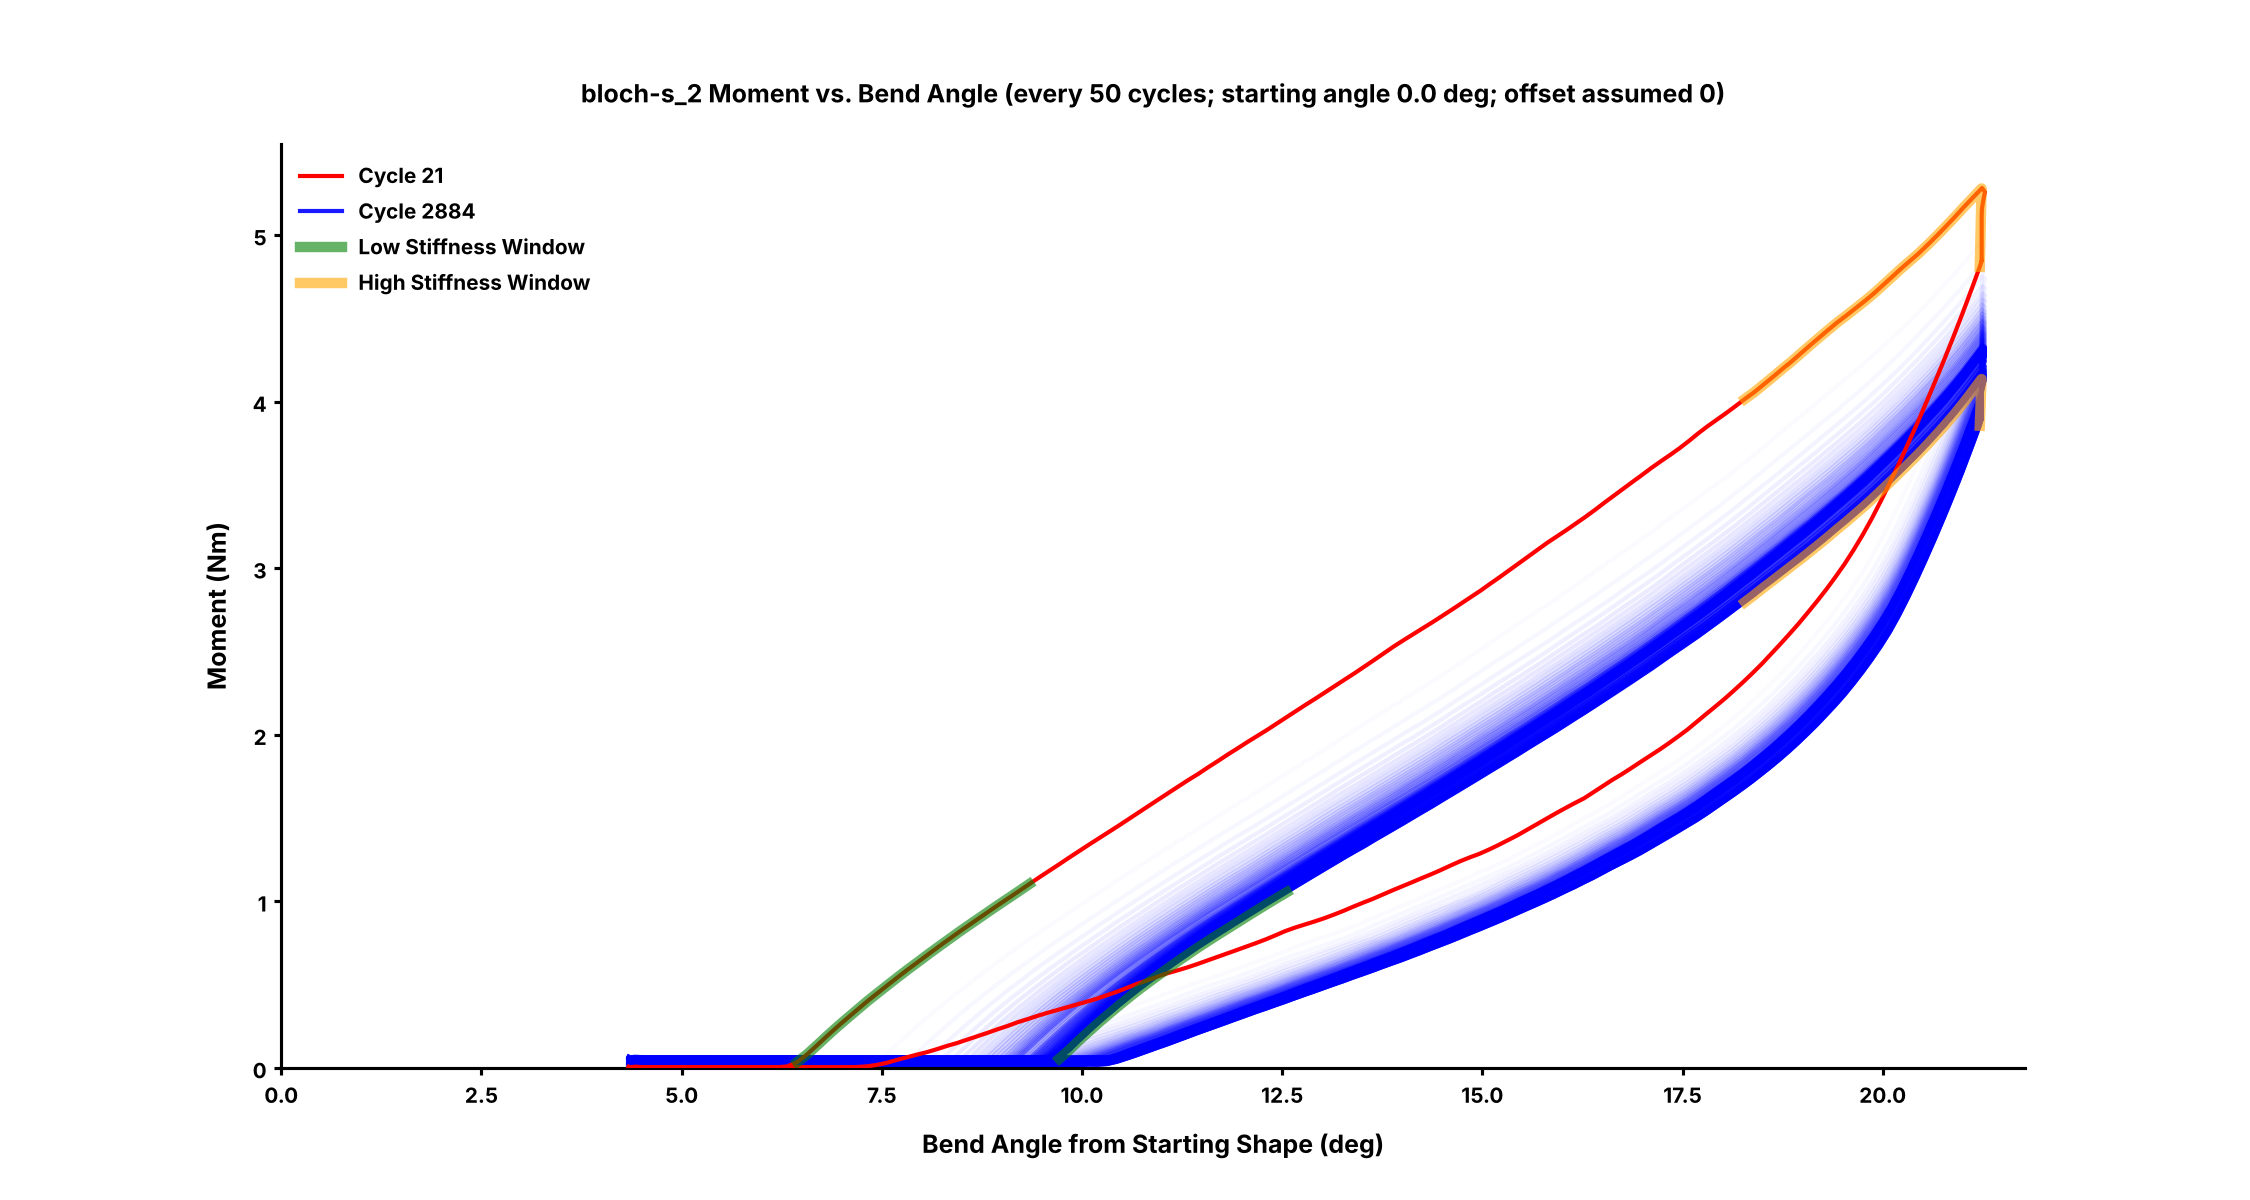 bloch-s_2 Moment vs. Bend Angle (every 50 cycles; starting angle 0.0 deg; offset assumed 0)
Cycle 21
Cycle 2884
Low Stiffness Window
High Stiffness Window
Moment (Nm)
5
4
3
2
1
0
0.0 2.5 5.0 7.5 10.0 12.5 15.0 17.5 20.0
Bend Angle from Starting Shape (deg)